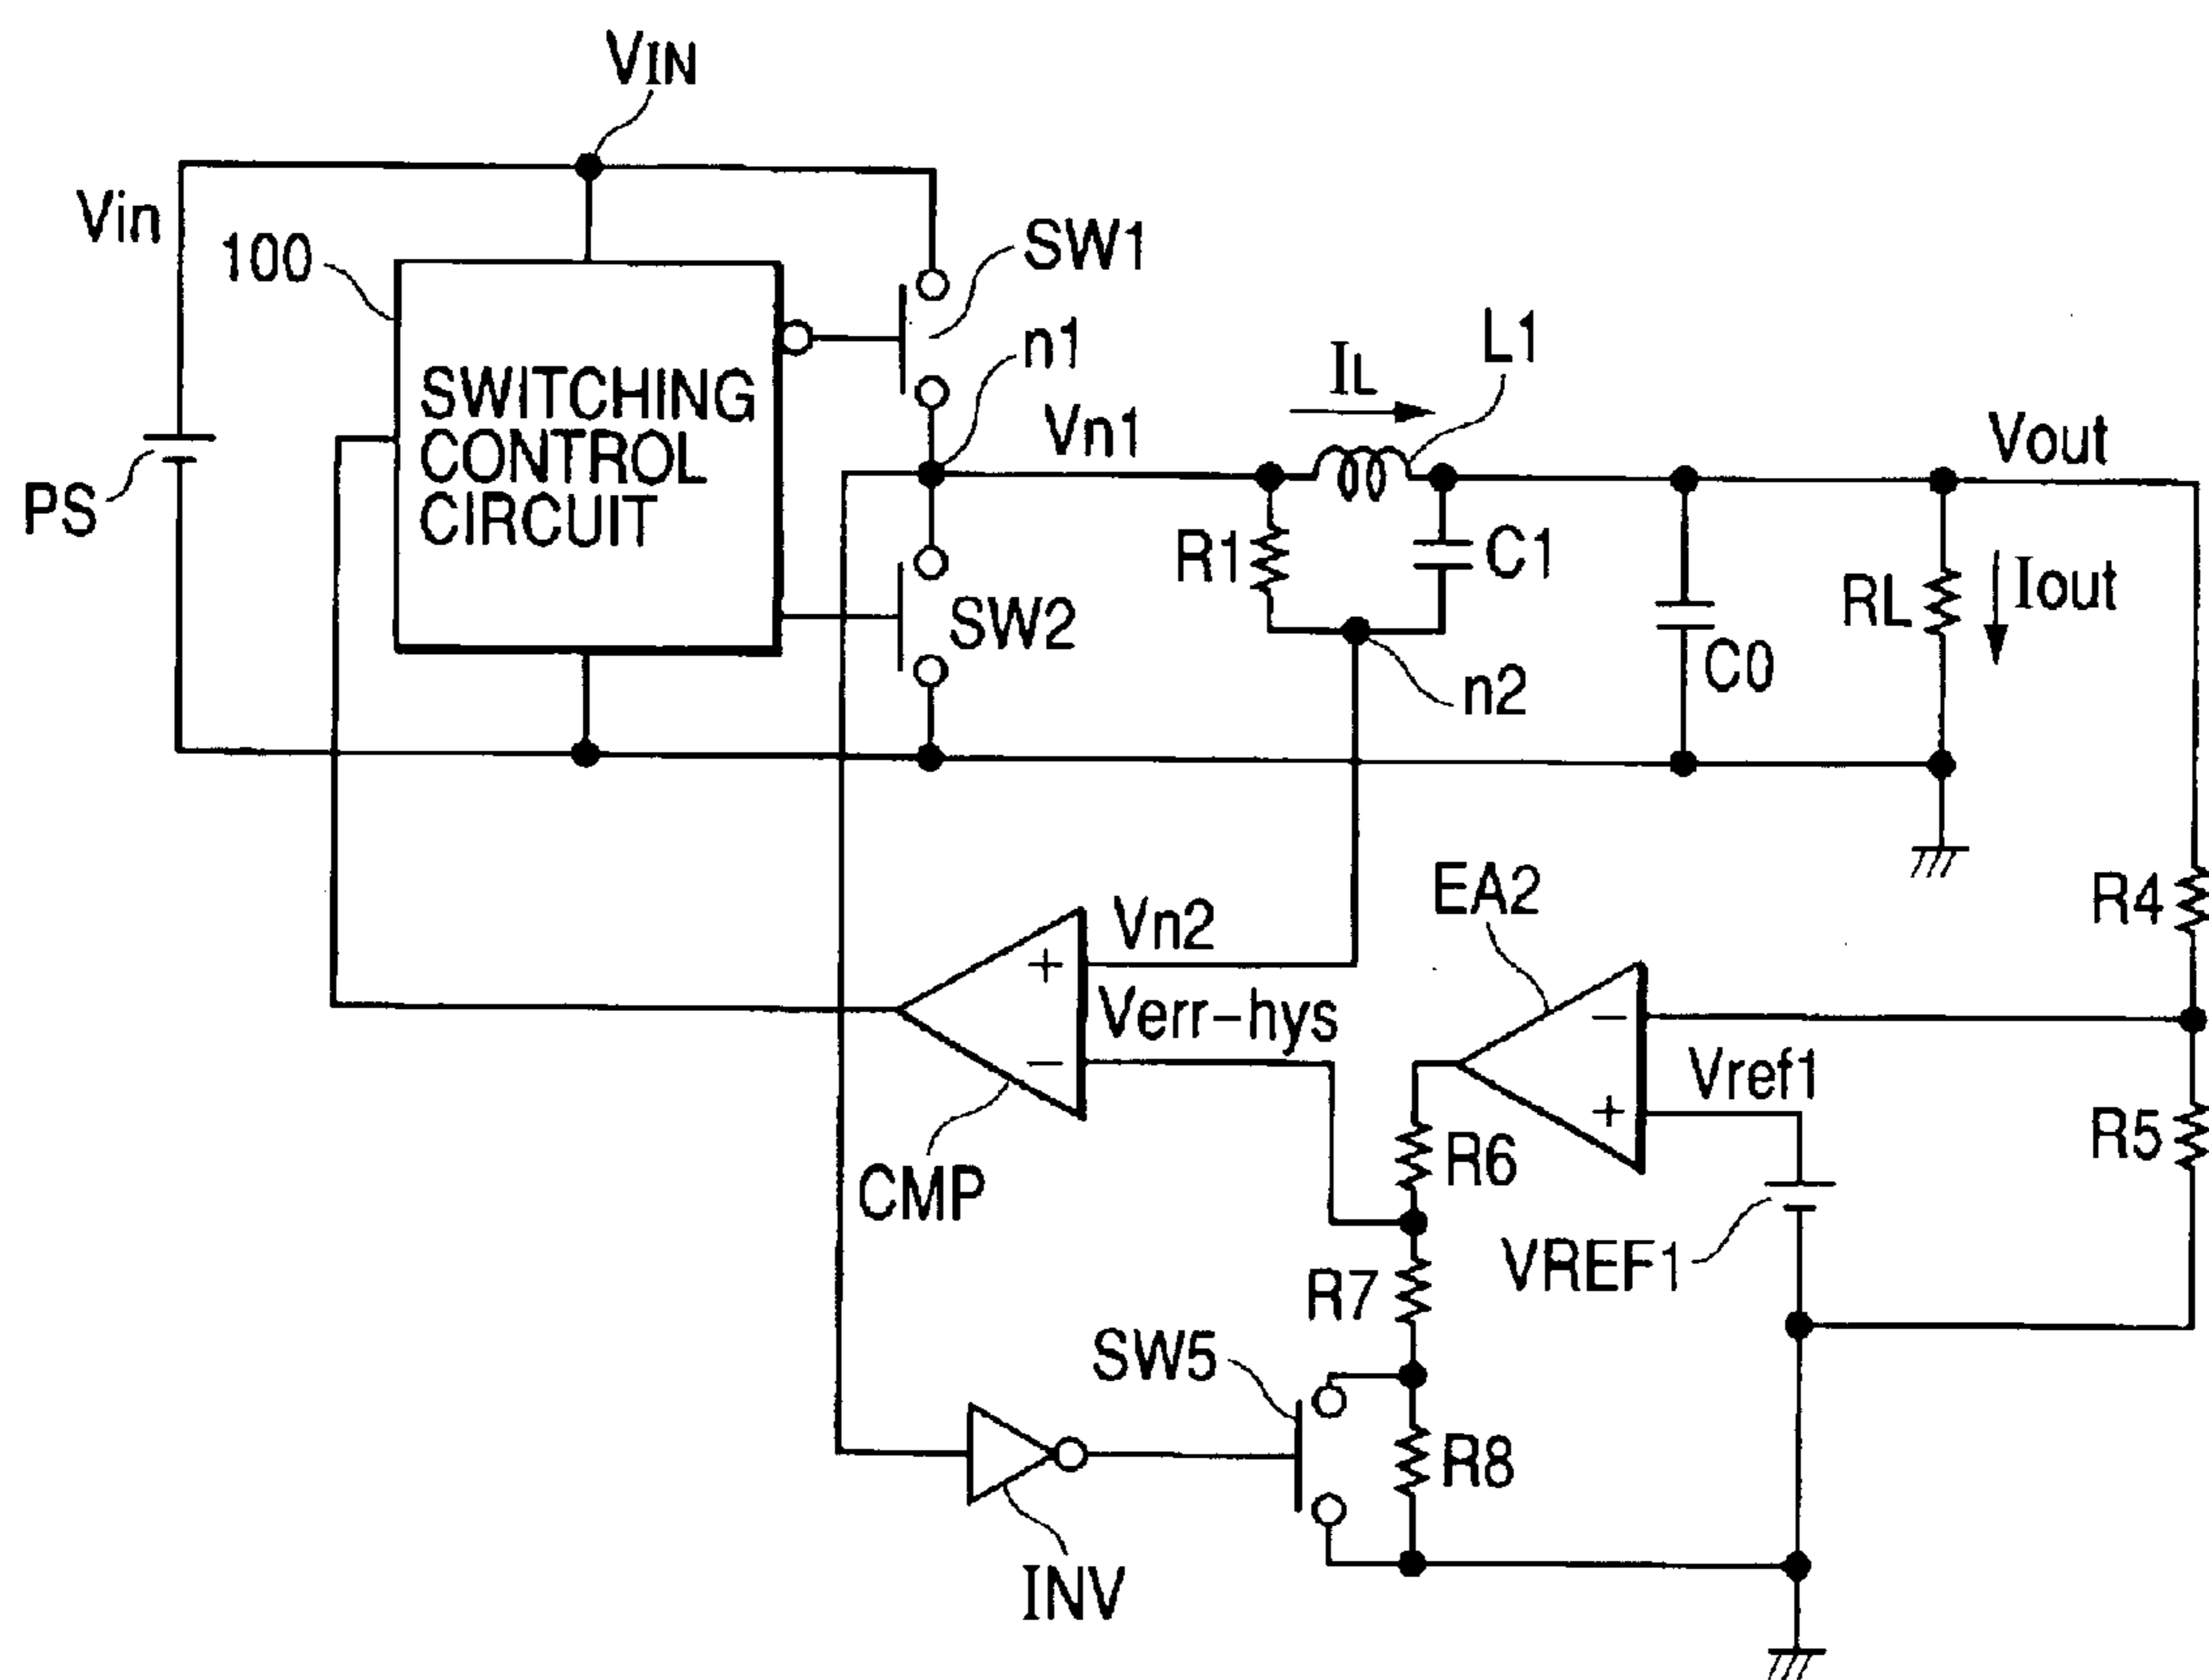 VIN
Vin
100
SW1
n1
IL
L1
SWITCHING
CONTROL
CIRCUIT
Vn1
Vout
PS
R1
C1
RL
Iout
SW2
C0
n2
EA2
R4
Vn2
+
−
Verr-hys
−
Vref1
+
R5
R6
CMP
VREF1
R7
SW5
R8
INV